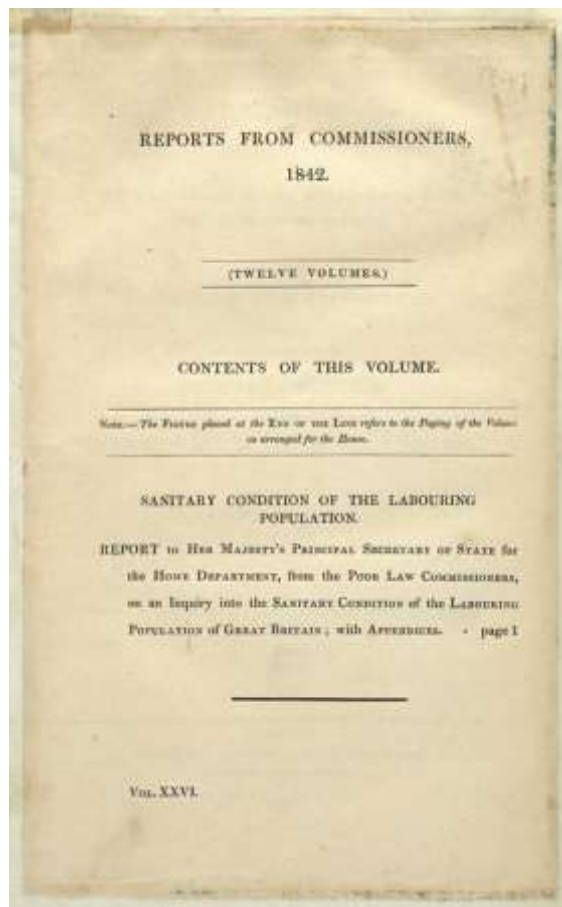 REPORTS FROM COMMISSIONERS,
1842.
(TWELVE VOLUMES.)
CONTENTS OF THIS VOLUME.
NOTE.—The FIGURE placed at the END OF THE LINE refers to the Paging of the Volume
as arranged for the House.
SANITARY CONDITION OF THE LABOURING
POPULATION.
REPORT to HER MAJESTY'S PRINCIPAL SECRETARY OF STATE for
the HOME DEPARTMENT, from the POOR LAW COMMISSIONERS,
on an Inquiry into the SANITARY CONDITION of the LABOURING
POPULATION of GREAT BRITAIN; with APPENDICES. - page 1
VOL. XXVI.